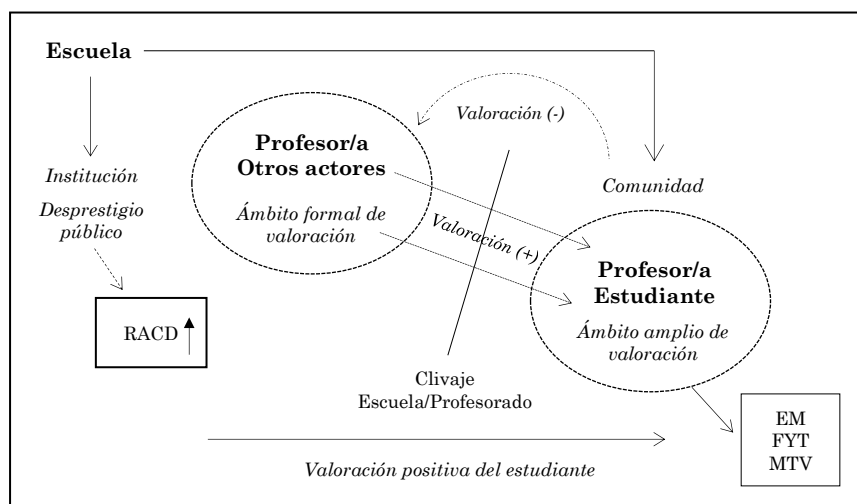 Escuela
Valoración (-)
Profesor/a
Otros actores
Institución
Comunidad
Desprestigio
público
Ámbito formal de
valoración
Valoración (+)
Profesor/a
Estudiante
RACD
Ámbito amplio de
valoración
Clivaje
Escuela/Profesorado
EM
FYT
MTV
Valoración positiva del estudiante